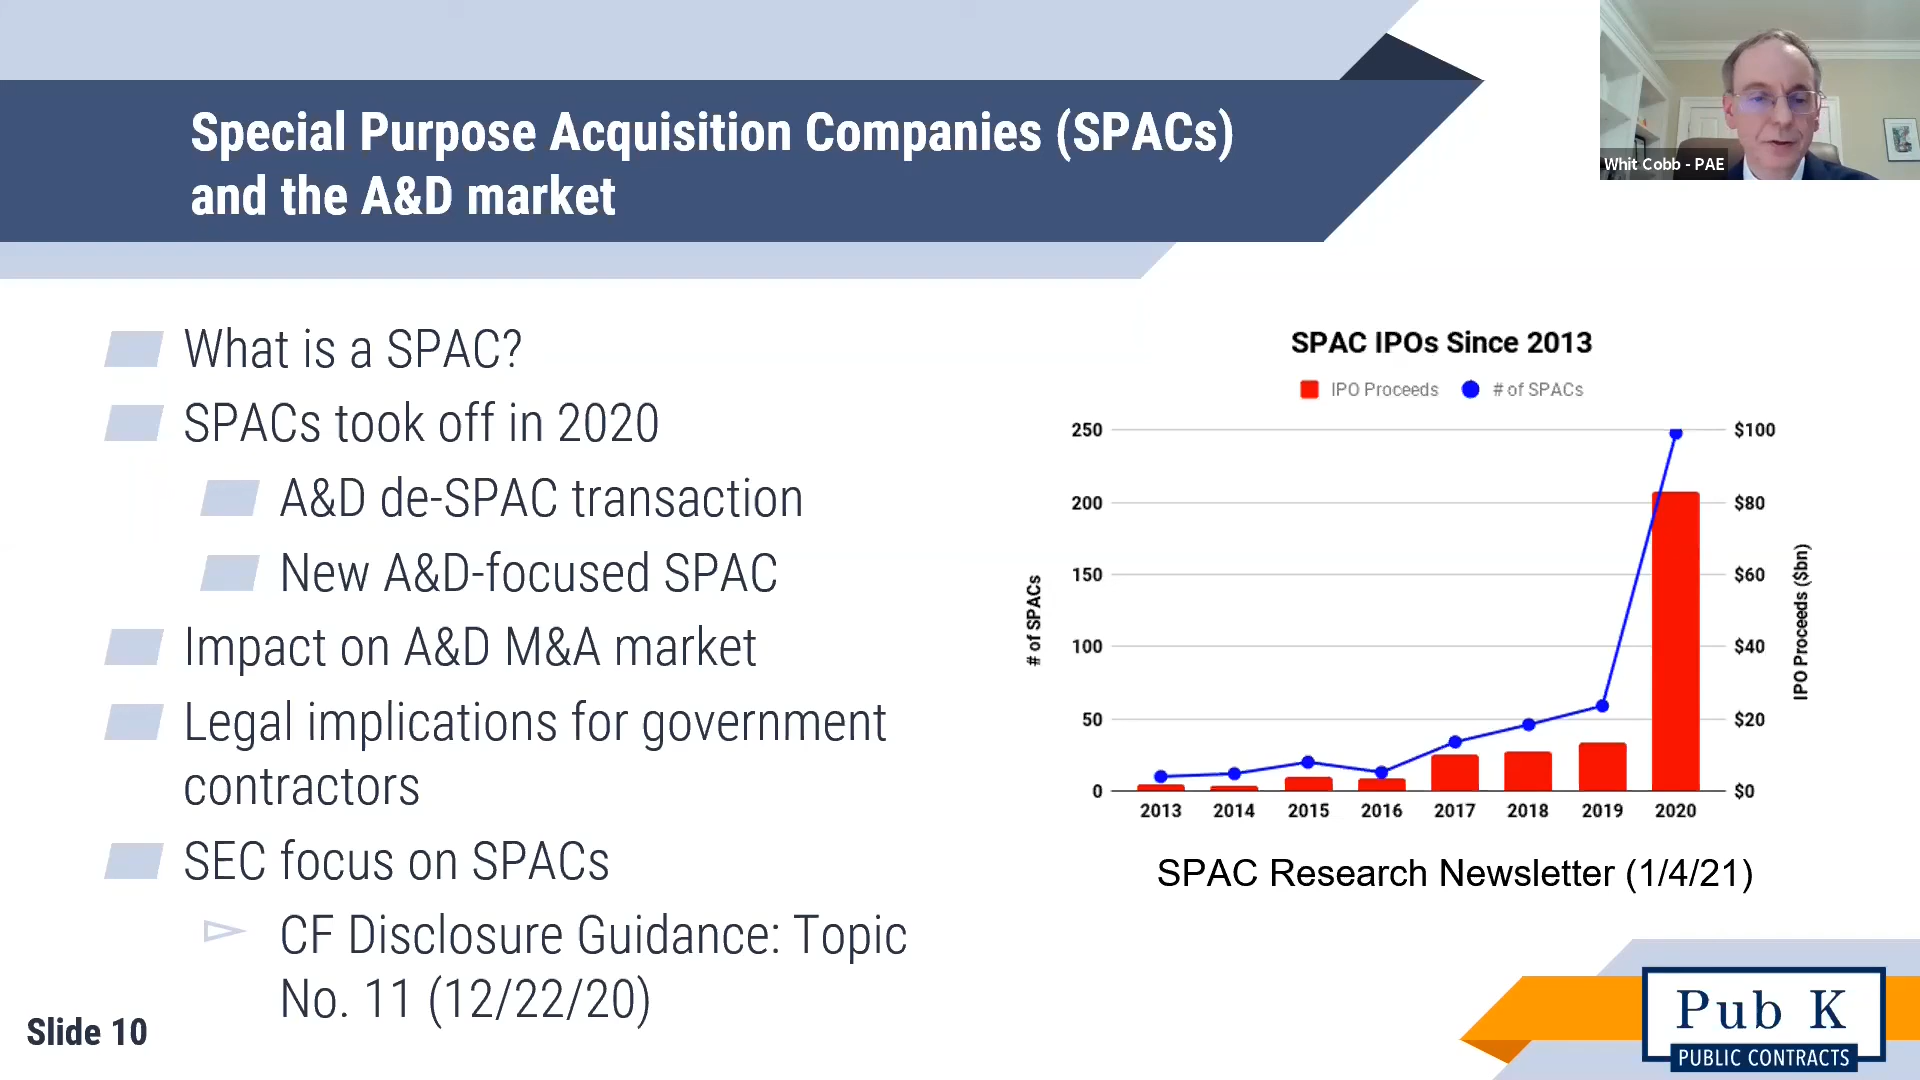 Special Purpose Acquisition Companies (SPACs)
and the A&D market
Whit Cobb - PAE
What is a SPAC?
SPACs took off in 2020
A&D de-SPAC transaction
New A&D-focused SPAC
Impact on A&D M&A market
Legal implications for government
contractors
SEC focus on SPACs
CF Disclosure Guidance: Topic
No. 11 (12/22/20)
Slide 10
SPAC IPOs Since 2013
IPO Proceeds # of SPACs
250 $100
200 $80
150 $60
100 $40
50 $20
0 $0
# of SPACs
IPO Proceeds ($bn)
2013 2014 2015 2016 2017 2018 2019 2020
SPAC Research Newsletter (1/4/21)
Pub K
PUBLIC CONTRACTS